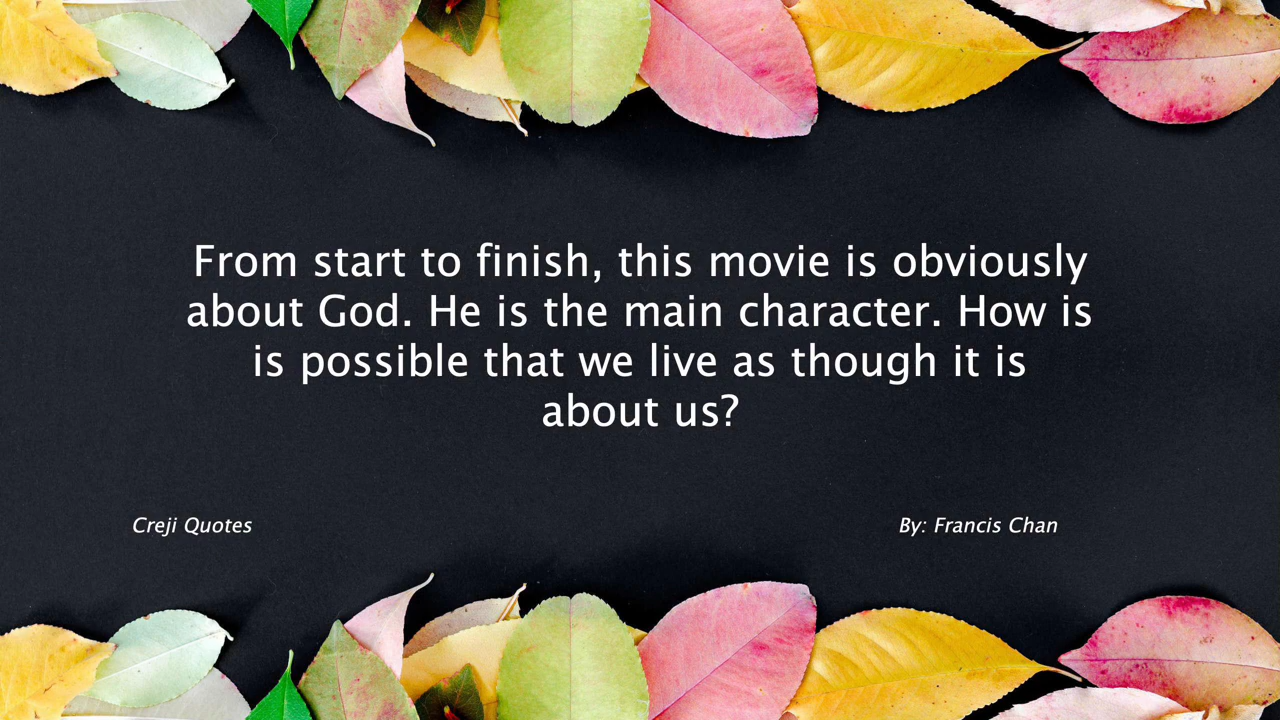 From start to finish, this movie is obviously
about God. He is the main character. How is
is possible that we live as though it is
about us?
Creji Quotes
By: Francis Chan